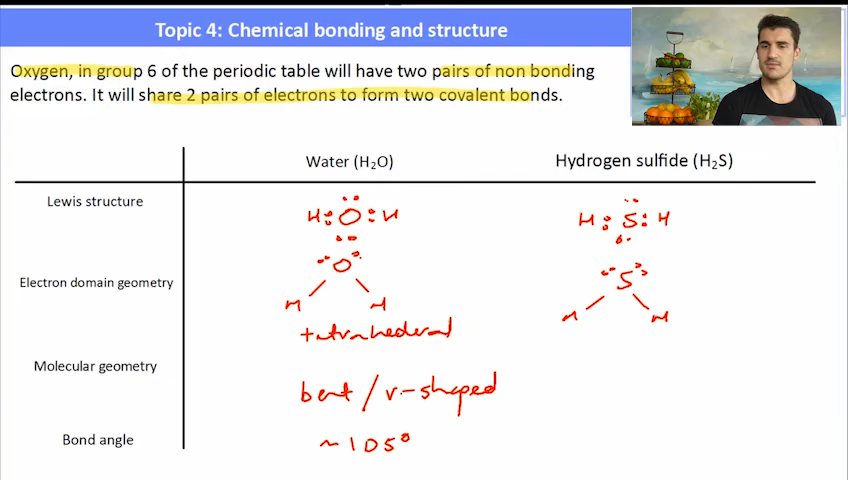 Topic 4: Chemical bonding and structure
Oxygen, in group 6 of the periodic table will have two pairs of non bonding
electrons. It will share 2 pairs of electrons to form two covalent bonds.
Water (H₂O) Hydrogen sulfide (H₂S)
Lewis structure H:O:H H:S:H
O S
Electron domain geometry
H H H H
tetrahederal
Molecular geometry
bent / v-shaped
Bond angle ~105°